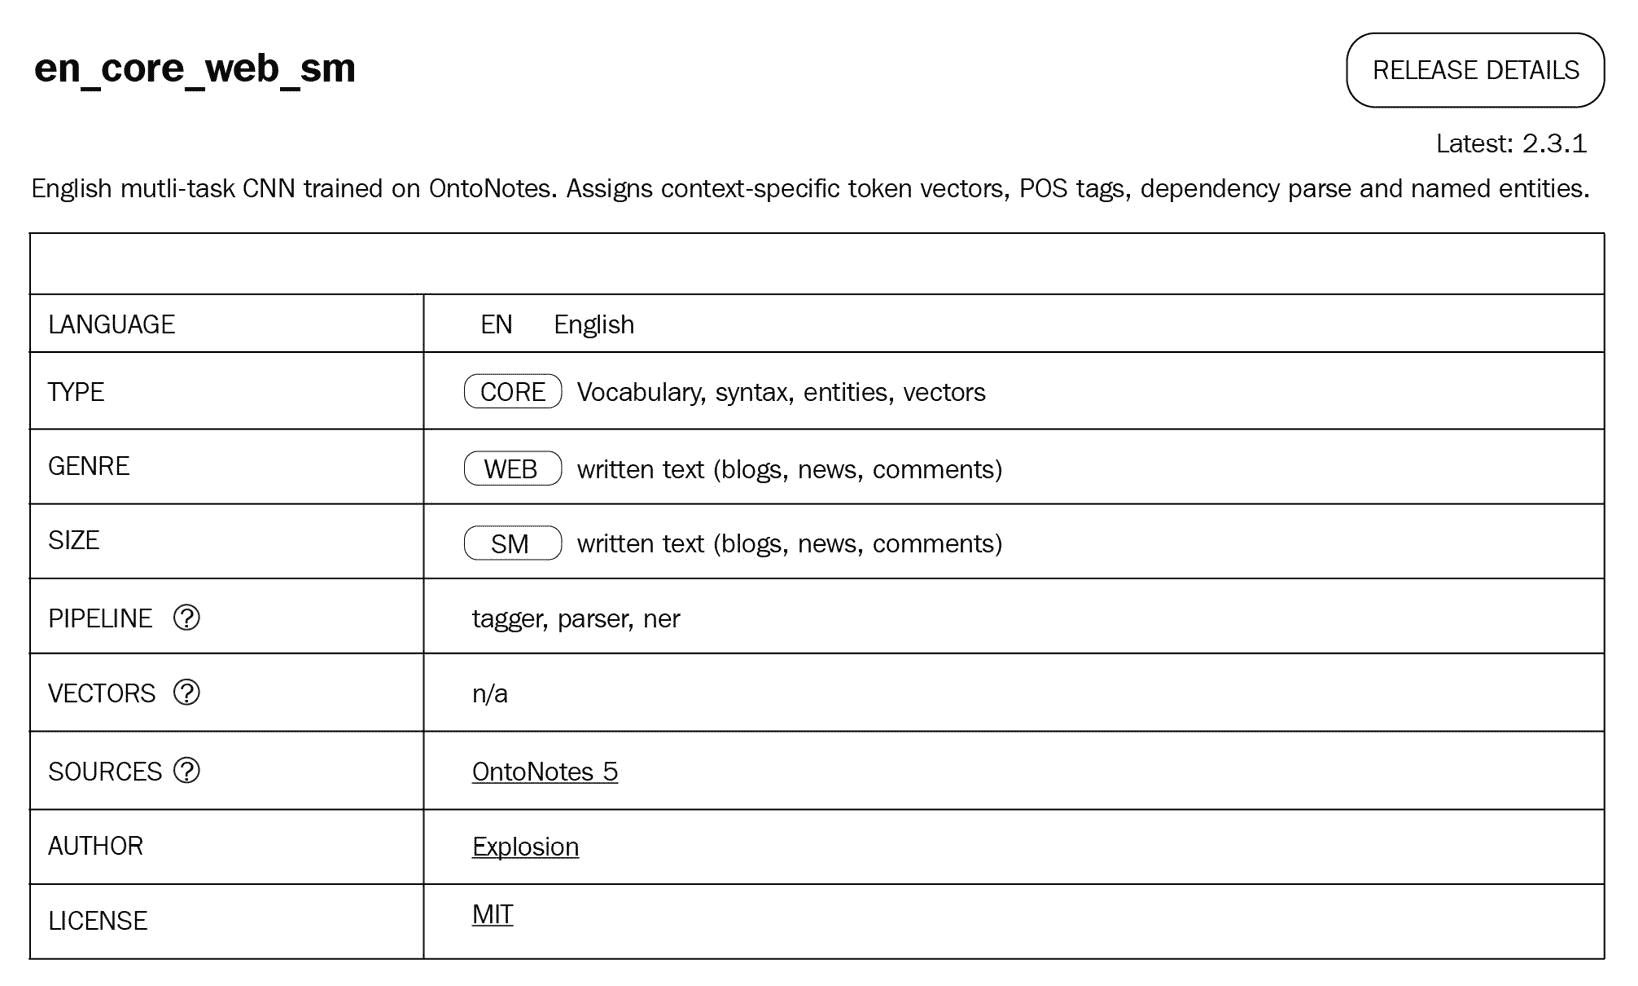 en_core_web_sm
RELEASE DETAILS
Latest: 2.3.1
English mutli-task CNN trained on OntoNotes. Assigns context-specific token vectors, POS tags, dependency parse and named entities.
LANGUAGE EN English
TYPE CORE Vocabulary, syntax, entities, vectors
GENRE WEB written text (blogs, news, comments)
SIZE SM written text (blogs, news, comments)
PIPELINE ? tagger, parser, ner
VECTORS ? n/a
SOURCES ? OntoNotes 5
AUTHOR Explosion
LICENSE MIT